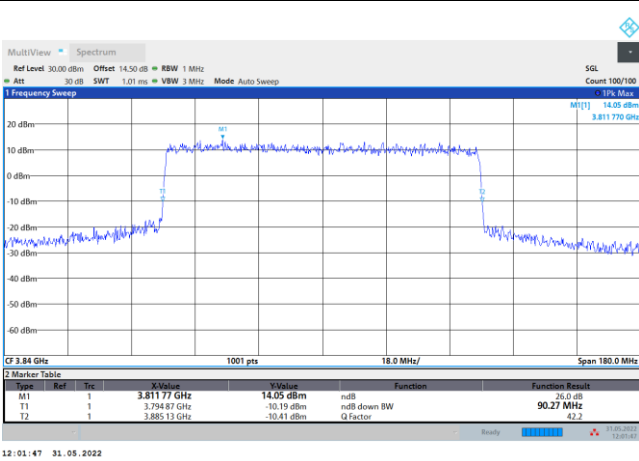 MultiView Spectrum
Ref Level 30.00 dBm Offset 14.50 dB RBW 1 MHz SGL
Att 30 dB SWT 1.01 ms VBW 3 MHz Mode Auto Sweep Count 100/100
1 Frequency Sweep 1Pk Max
M1[1] 14.05 dBm
3.811 770 GHz
20 dBm
M1
10 dBm
0 dBm
T1 T2
-10 dBm
-20 dBm
-30 dBm
-40 dBm
-50 dBm
-60 dBm
CF 3.84 GHz 1001 pts 18.0 MHz/ Span 180.0 MHz
2 Marker Table
Type Ref Trc X-Value Y-Value Function Function Result
M1 1 3.811 77 GHz 14.05 dBm ndB 26.0 dB
T1 1 3.794 87 GHz -10.19 dBm ndB down BW 90.27 MHz
T2 1 3.885 13 GHz -10.41 dBm Q Factor 42.2
Ready 31.05.2022
12:01:47
12:01:47 31.05.2022